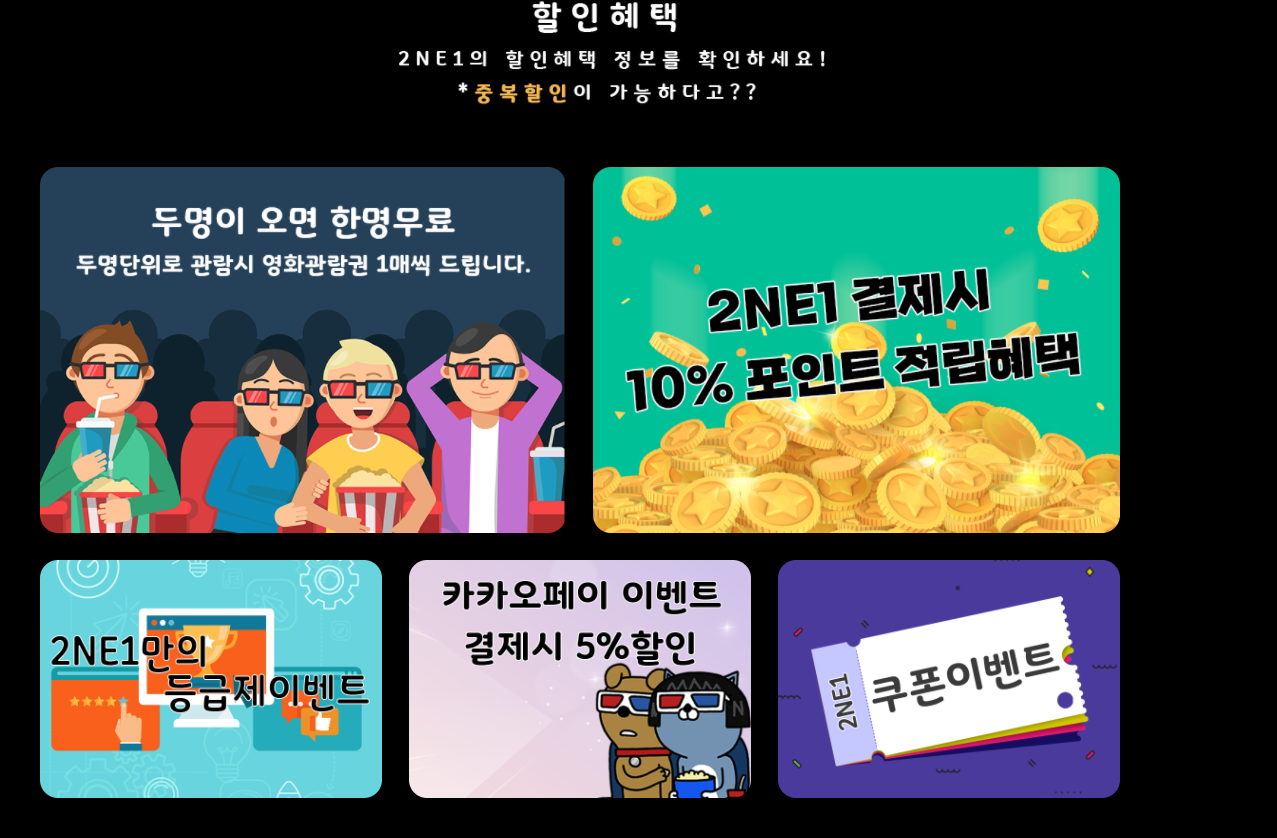 할인혜택
2NE1의 할인혜택 정보를 확인하세요!
*중복할인이 가능하다고??
두명이 오면 한명무료
두명단위로 관람시 영화관람권 1매씩 드립니다.
2NE1 결제시
10% 포인트 적립혜택
2NE1만의
등급제이벤트
카카오페이 이벤트
결제시 5%할인
2NE1
쿠폰이벤트